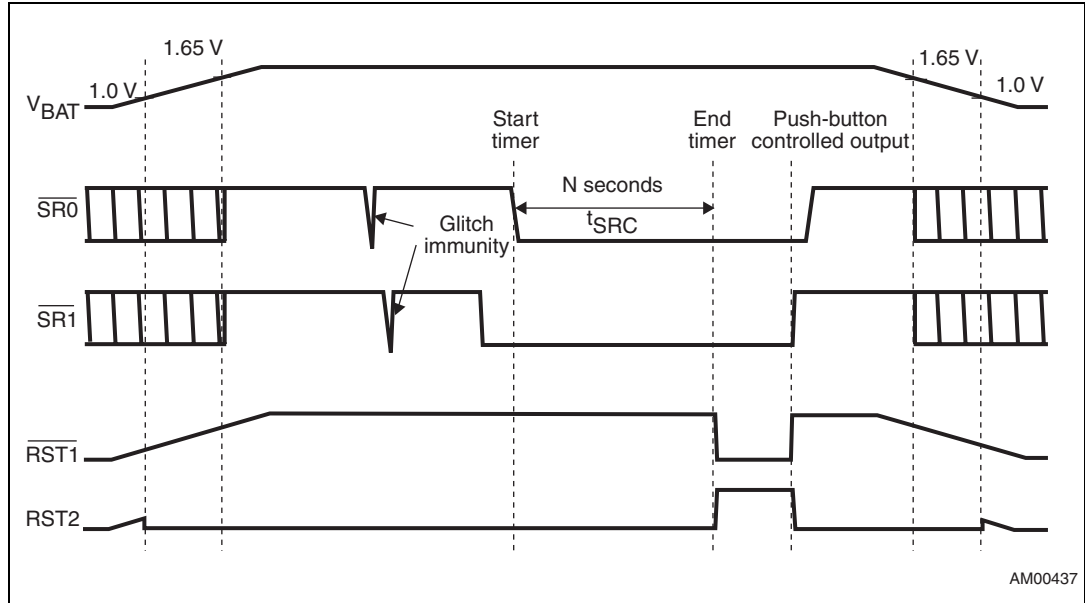 1.65 V
1.65 V
1.0 V
1.0 V
VBAT
Start timer
End timer
Push-button controlled output
N seconds
SR0
tSRC
Glitch immunity
SR1
RST1
RST2
AM00437